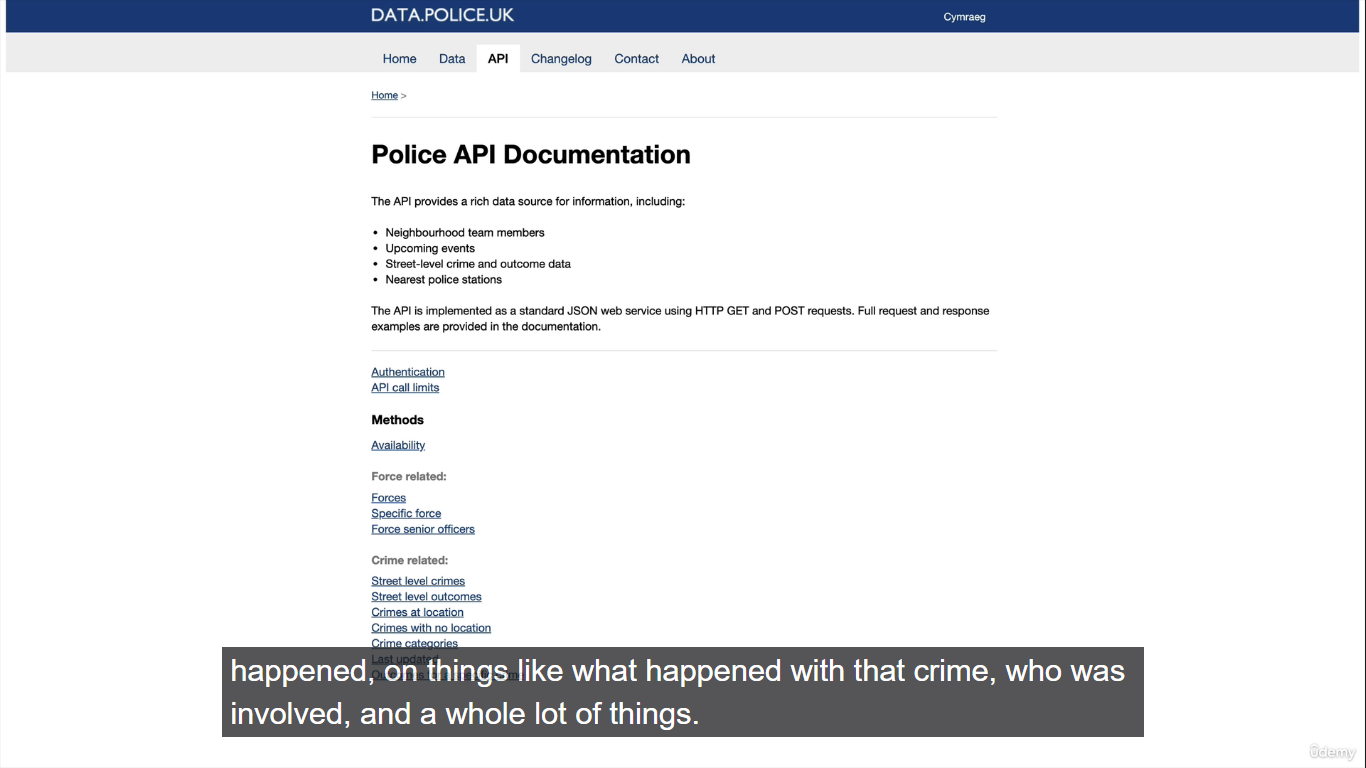 DATA.POLICE.UK
Cymraeg
Home Data API Changelog Contact About
Home >
Police API Documentation
The API provides a rich data source for information, including:
• Neighbourhood team members
• Upcoming events
• Street-level crime and outcome data
• Nearest police stations
The API is implemented as a standard JSON web service using HTTP GET and POST requests. Full request and response
examples are provided in the documentation.
Authentication
API call limits
Methods
Availability
Force related:
Forces
Specific force
Force senior officers
Crime related:
Street level crimes
Street level outcomes
Crimes at location
Crimes with no location
Crime categories
Last updated
happened, on things like what happened with that crime, who was
involved, and a whole lot of things.
ûdemy